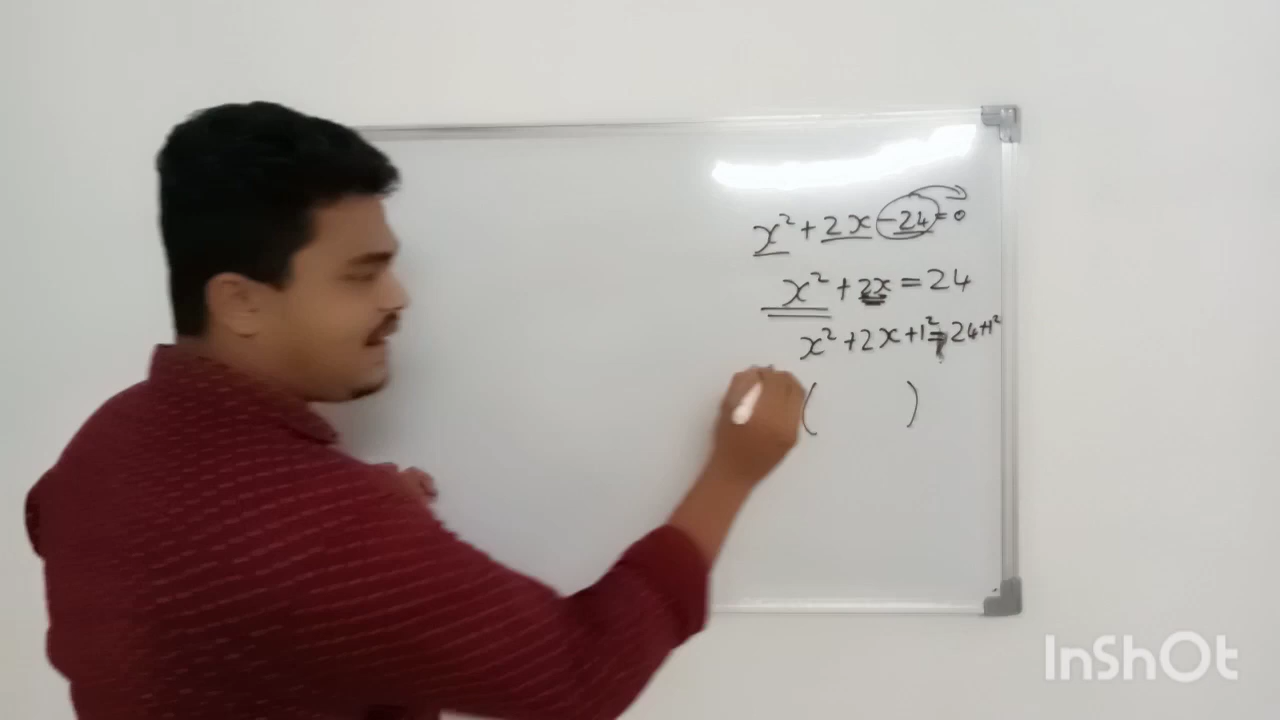 x² + 2x - 24 = 0
x² + 2x = 24
x² + 2x + 1² = 24 + 1²
( )
InShOt